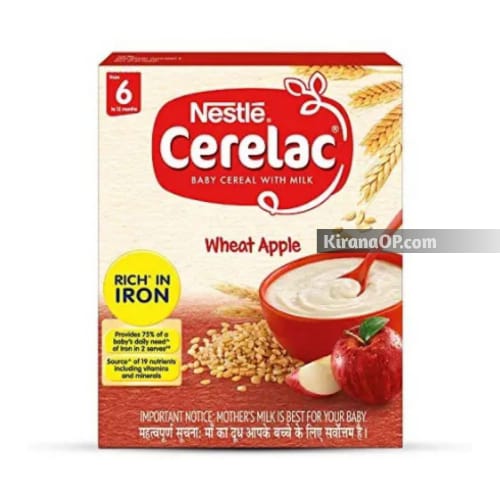 from
6
to 12 months
Nestlé®
Cerelac®
BABY CEREAL WITH MILK
Wheat Apple
KiranaOP.com
RICH* IN
IRON
Provides 75% of a
baby's daily need^
of Iron in 2 serves**
Source* of 19 nutrients
including vitamins
and minerals
IMPORTANT NOTICE: MOTHER'S MILK IS BEST FOR YOUR BABY.
महत्वपूर्ण सूचना: माँ का दूध आपके बच्चे के लिए सर्वोत्तम है।